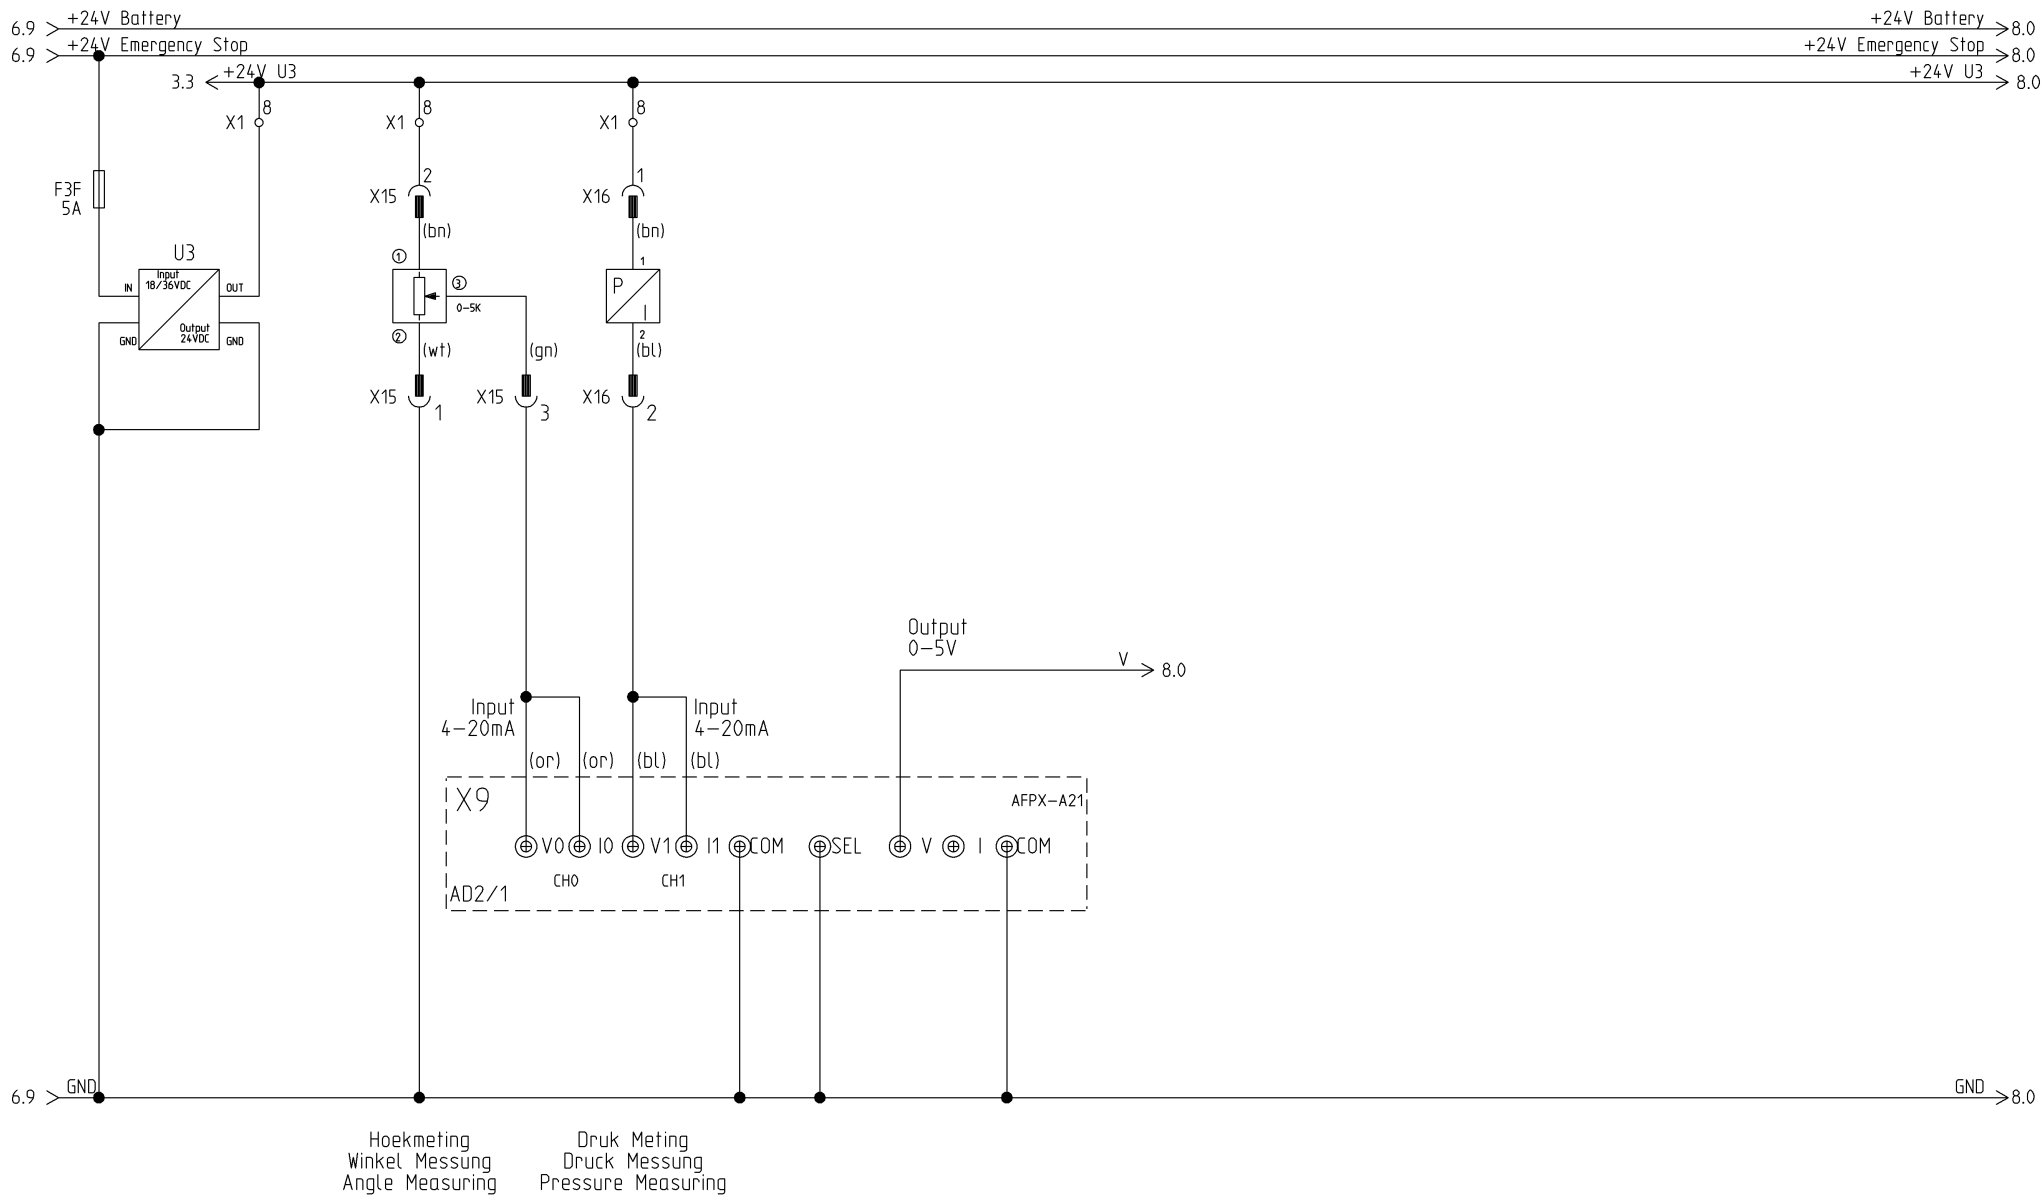 +24V Battery
+24V Battery
6.9
8.0
+24V Emergency Stop
+24V Emergency Stop
6.9
8.0
3.3
+24V U3
+24V U3
8.0
8
8
8
X1
X1
X1
2
1
X15
X16
F3F
5A
(bn)
(bn)
U3
Input
18/36VDC
IN
OUT
Output
24VDC
GND
GND
1
3
0-5K
2
1
P
I
2
(wt)
(gn)
(bl)
X15
X15
X16
1
3
2
Output
0-5V
V
8.0
Input
4-20mA
Input
4-20mA
(or)
(or)
(bl)
(bl)
X9
AFPX-A21
V0
I0
V1
I1
COM
SEL
V
I
COM
CH0
CH1
AD2/1
GND
GND
6.9
8.0
Hoekmeting
Winkel Messung
Angle Measuring
Druk Meting
Druck Messung
Pressure Measuring